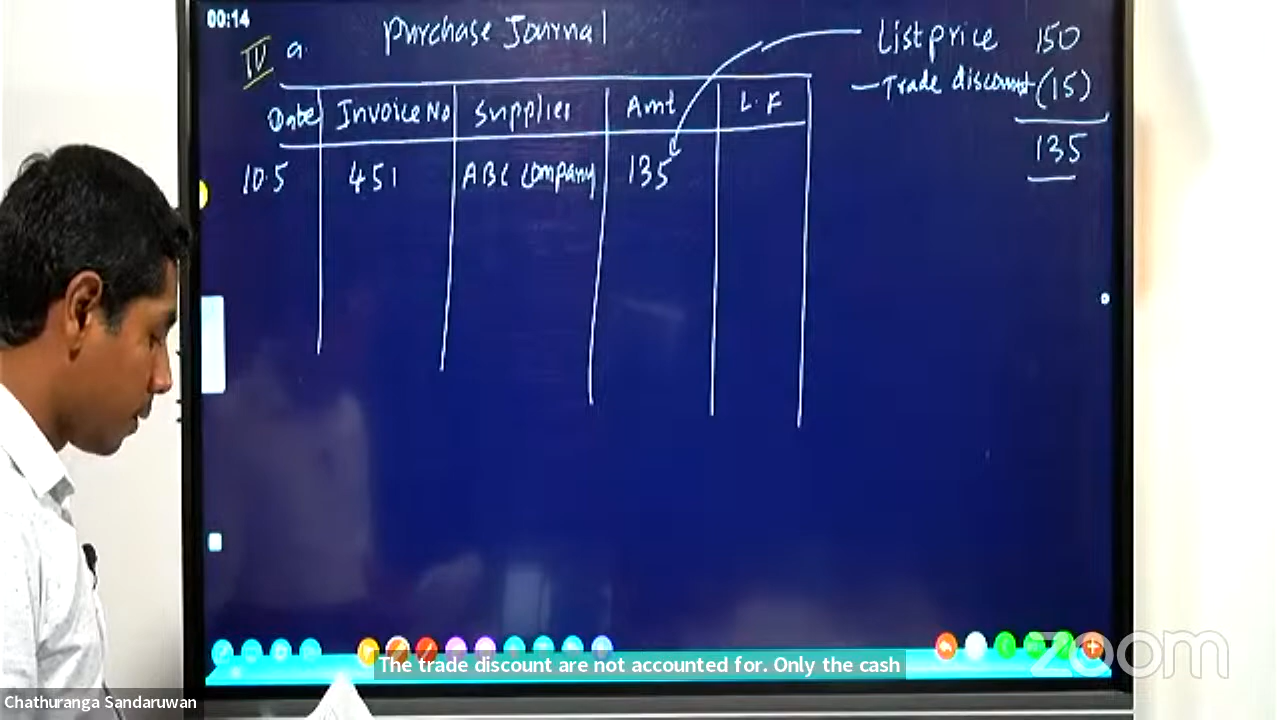 00:14
IV a. Purchase Journal
List price 150
- Trade discount (15)
135
Date Invoice No Supplier Amt L.F
10.5 451 ABC Company 135
zoom
The trade discount are not accounted for. Only the cash
Chathuranga Sandaruwan